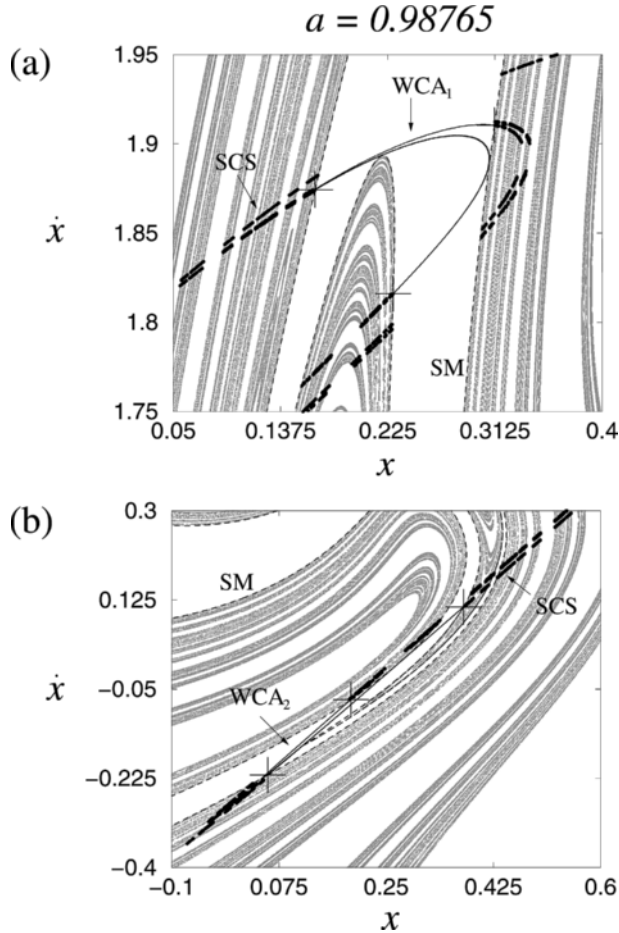 a = 0.98765
(a)
1.95
1.9
1.85
1.8
1.75
ẋ
WCA₁
SCS
SM
0.05 0.1375 0.225 0.3125 0.4
x
(b)
0.3
0.125
−0.05
−0.225
−0.4
ẋ
SM
SCS
WCA₂
−0.1 0.075 0.25 0.425 0.6
x